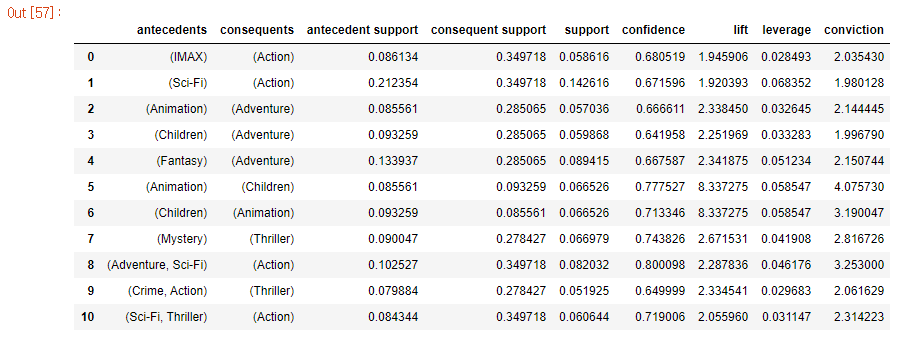 Out [57]:
antecedents consequents antecedent support consequent support support confidence lift leverage conviction
0 (IMAX) (Action) 0.086134 0.349718 0.058616 0.680519 1.945906 0.028493 2.035430
1 (Sci-Fi) (Action) 0.212354 0.349718 0.142616 0.671596 1.920393 0.068352 1.980128
2 (Animation) (Adventure) 0.085561 0.285065 0.057036 0.666611 2.338450 0.032645 2.144445
3 (Children) (Adventure) 0.093259 0.285065 0.059868 0.641958 2.251969 0.033283 1.996790
4 (Fantasy) (Adventure) 0.133937 0.285065 0.089415 0.667587 2.341875 0.051234 2.150744
5 (Animation) (Children) 0.085561 0.093259 0.066526 0.777527 8.337275 0.058547 4.075730
6 (Children) (Animation) 0.093259 0.085561 0.066526 0.713346 8.337275 0.058547 3.190047
7 (Mystery) (Thriller) 0.090047 0.278427 0.066979 0.743826 2.671531 0.041908 2.816726
8 (Adventure, Sci-Fi) (Action) 0.102527 0.349718 0.082032 0.800098 2.287836 0.046176 3.253000
9 (Crime, Action) (Thriller) 0.079884 0.278427 0.051925 0.649999 2.334541 0.029683 2.061629
10 (Sci-Fi, Thriller) (Action) 0.084344 0.349718 0.060644 0.719006 2.055960 0.031147 2.314223